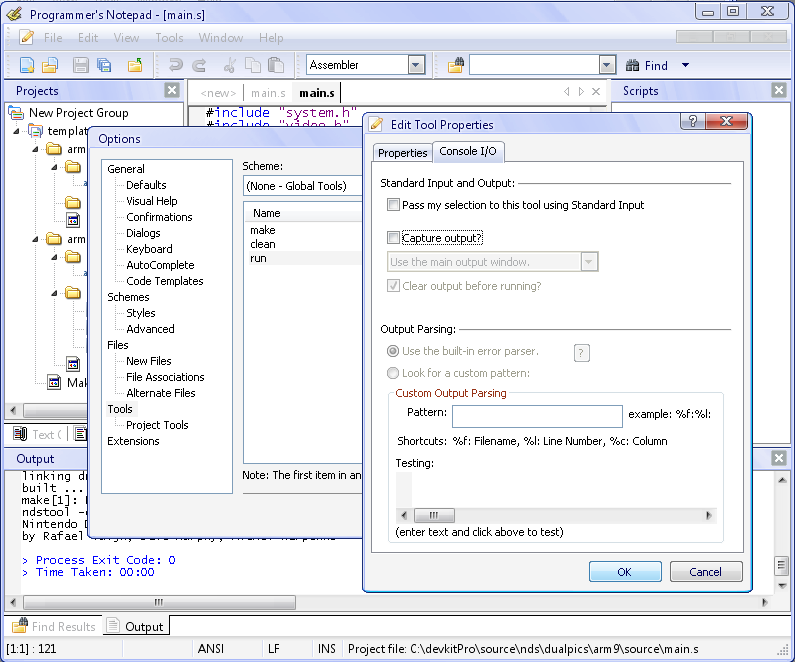 Programmer's Notepad - [main.s]
File Edit View Tools Window Help
Assembler
Find
Projects
<new> main.s main.s
Scripts
New Project Group
#include "system.h"
#include "video.h"
templat
arm
arm
Mak
Text
Options
General
Defaults
Visual Help
Confirmations
Dialogs
Keyboard
AutoComplete
Code Templates
Schemes
Styles
Advanced
Files
New Files
File Associations
Alternate Files
Tools
Project Tools
Extensions
Scheme:
(None - Global Tools)
Name
make
clean
run
Note: The first item in an
Edit Tool Properties
Properties Console I/O
Standard Input and Output:
Pass my selection to this tool using Standard Input
Capture output?
Use the main output window.
Clear output before running?
Output Parsing:
Use the built-in error parser. ?
Look for a custom pattern:
Custom Output Parsing
Pattern: example: %f:%l:
Shortcuts: %f: Filename, %l: Line Number, %c: Column
Testing:
(enter text and click above to test)
OK Cancel
Output
linking
built ...
make[1]:
ndstool
Nintendo
by Rafael
> Process Exit Code: 0
> Time Taken: 00:00
Find Results Output
[1:1] : 121 ANSI LF INS Project file: C:\devkitPro\source\nds\dualpics\arm9\source\main.s